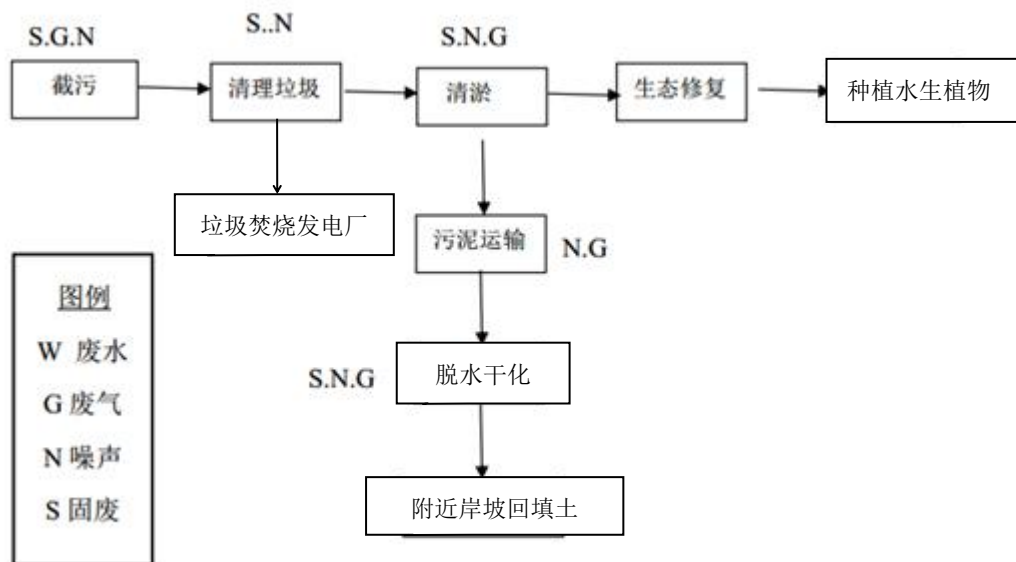 S.G.N
S..N
S.N.G
截污
清理垃圾
清淤
生态修复
种植水生植物
垃圾焚烧发电厂
污泥运输
N.G
图例
W 废水
G 废气
N 噪声
S 固废
S.N.G
脱水干化
附近岸坡回填土